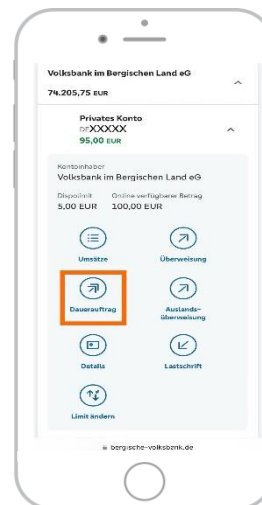 Volksbank im Bergischen Land eG
74.205,75 EUR
Privates Konto
DEXXXXX
95,00 EUR
Kontoinhaber
Volksbank im Bergischen Land eG
Dispolimit Online verfügbarer Betrag
5,00 EUR 100,00 EUR
Umsätze Überweisung
Dauerauftrag Auslands-
überweisung
Details Lastschrift
Limit ändern
bergische-volksbank.de